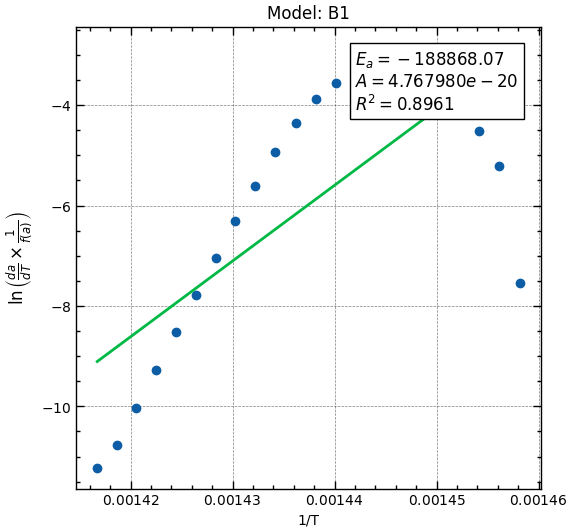 Model: B1
E_a = −188868.07
A = 4.767980e − 20
R² = 0.8961
ln (da/dT × 1/f(a))
−4
−6
−8
−10
0.00142 0.00143 0.00144 0.00145 0.00146
1/T